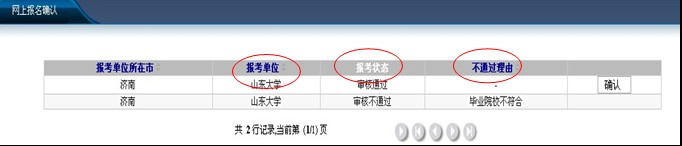 网上报名确认
报考单位所在市 报考单位 报考状态 不通过理由
济南 山东大学 审核通过 - 确认
济南 山东大学 审核不通过 毕业院校不符合
共 2 行记录,当前第 (1/1) 页